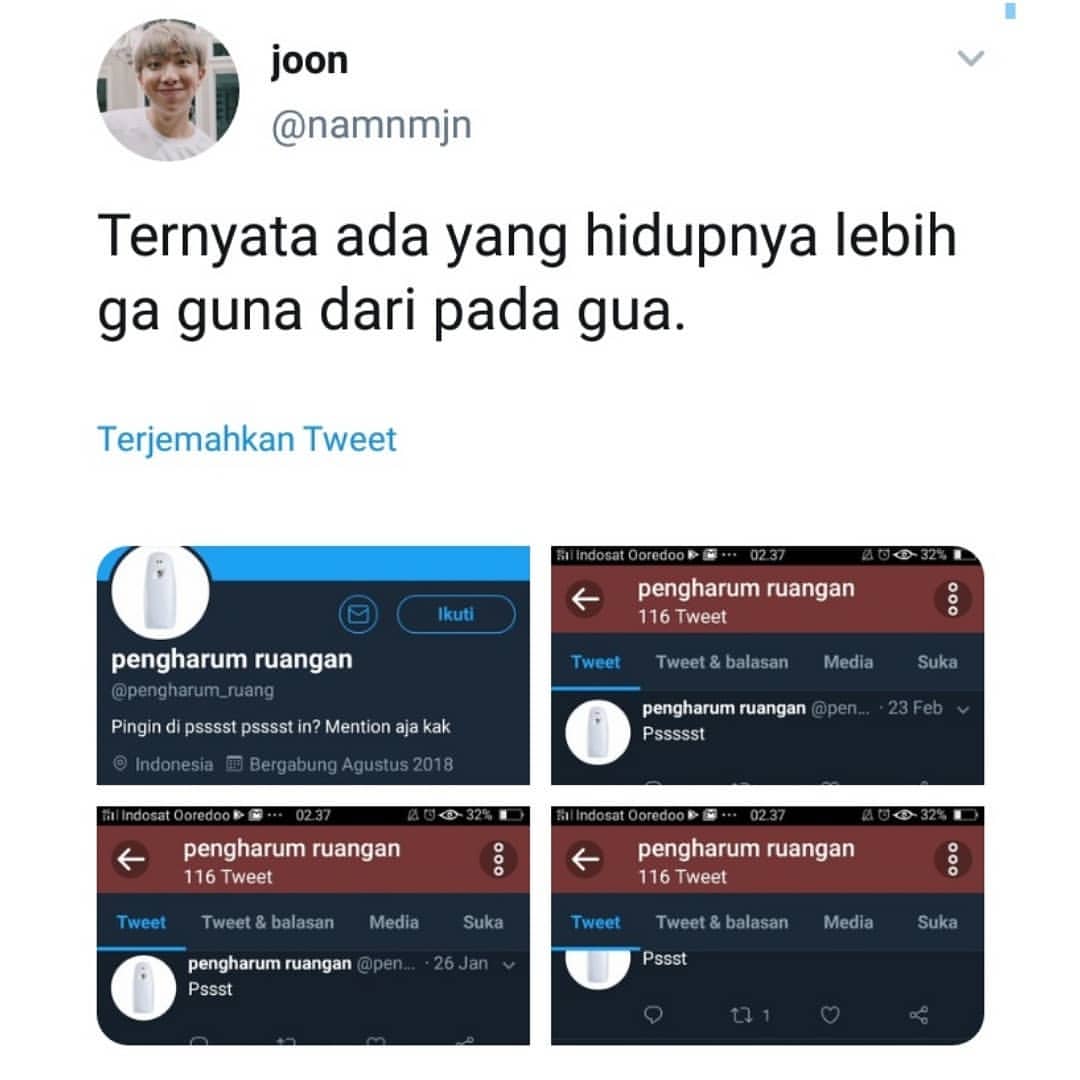 joon
@namnmjn
Ternyata ada yang hidupnya lebih
ga guna dari pada gua.
Terjemahkan Tweet
Ikuti
pengharum ruangan
@pengharum_ruang
Pingin di psssst psssst in? Mention aja kak
Indonesia Bergabung Agustus 2018
Indosat Ooredoo ··· 02.37 32%
pengharum ruangan
116 Tweet
Tweet Tweet & balasan Media Suka
pengharum ruangan @pen... · 23 Feb
Pssssst
Indosat Ooredoo ··· 02.37 32%
pengharum ruangan
116 Tweet
Tweet Tweet & balasan Media Suka
pengharum ruangan @pen... · 26 Jan
Pssst
Indosat Ooredoo ··· 02.37 32%
pengharum ruangan
116 Tweet
Tweet Tweet & balasan Media Suka
Pssst
1